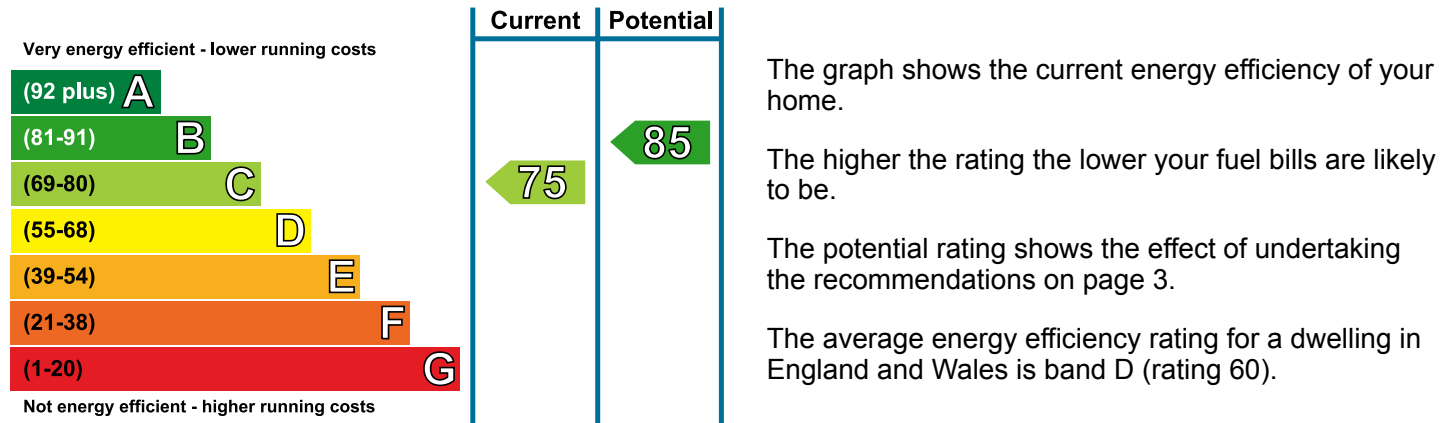 Current Potential
Very energy efficient - lower running costs
(92 plus) A
(81-91) B
(69-80) C
(55-68) D
(39-54) E
(21-38) F
(1-20) G
Not energy efficient - higher running costs
75
85
The graph shows the current energy efficiency of your
home.
The higher the rating the lower your fuel bills are likely
to be.
The potential rating shows the effect of undertaking
the recommendations on page 3.
The average energy efficiency rating for a dwelling in
England and Wales is band D (rating 60).